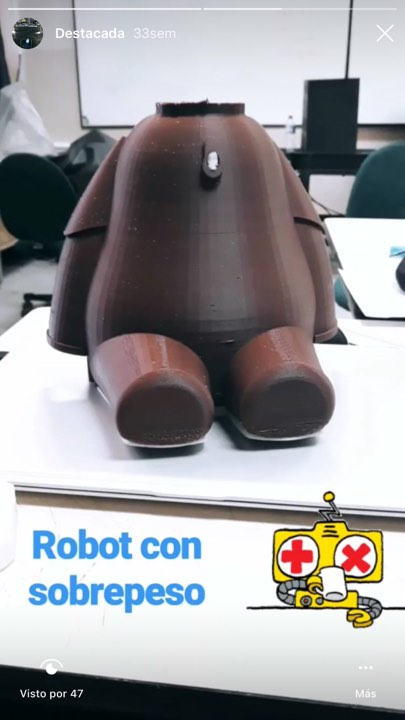 Destacada 33sem
Robot con
sobrepeso
Visto por 47
Más